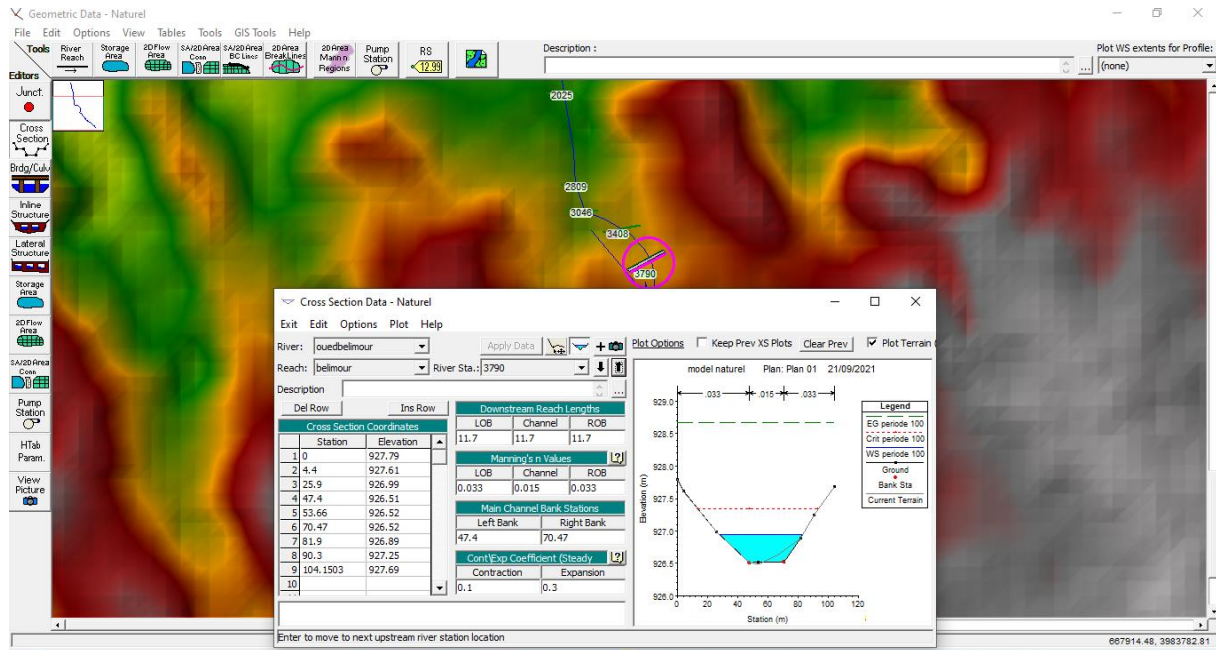 Geometric Data - Naturel
File Edit Options View Tables Tools GIS Tools Help
Tools
Editors
River Reach
Storage Area
2D Flow Area
SA/2D Area Conn
SA/2D Area BC Lines
2D Area BreakLines
2D Area Mann n Regions
Pump Station
RS
12.99
Description :
...
Plot WS extents for Profile:
(none)
Junct.
Cross Section
Brdg/Culv
Inline Structure
Lateral Structure
Storage Area
2D Flow Area
SA/2D Area Conn
Pump Station
HTab Param.
View Picture
2025
2809
3046
3408
3790
Cross Section Data - Naturel
Exit Edit Options Plot Help
River: ouedbelimour
Apply Data
Plot Options Keep Prev XS Plots Clear Prev Plot Terrain
Reach: belimour River Sta.: 3790
Description ...
Del Row Ins Row
Cross Section Coordinates
Station Elevation
1 0 927.79
2 4.4 927.61
3 25.9 926.99
4 47.4 926.51
5 53.66 926.52
6 70.47 926.52
7 81.9 926.89
8 90.3 927.25
9 104.1503 927.69
10
Downstream Reach Lengths
LOB Channel ROB
11.7 11.7 11.7
Manning's n Values
LOB Channel ROB
0.033 0.015 0.033
Main Channel Bank Stations
Left Bank Right Bank
47.4 70.47
Cont\Exp Coefficient (Steady
Contraction Expansion
0.1 0.3
model naturel Plan: Plan 01 21/09/2021
.033 .015 .033
929.0
928.5
928.0
927.5
927.0
926.5
926.0
Elevation (m)
0 20 40 60 80 100 120
Station (m)
Legend
EG periode 100
Crit periode 100
WS periode 100
Ground
Bank Sta
Current Terrain
Enter to move to next upstream river station location
667914.48, 3983782.81